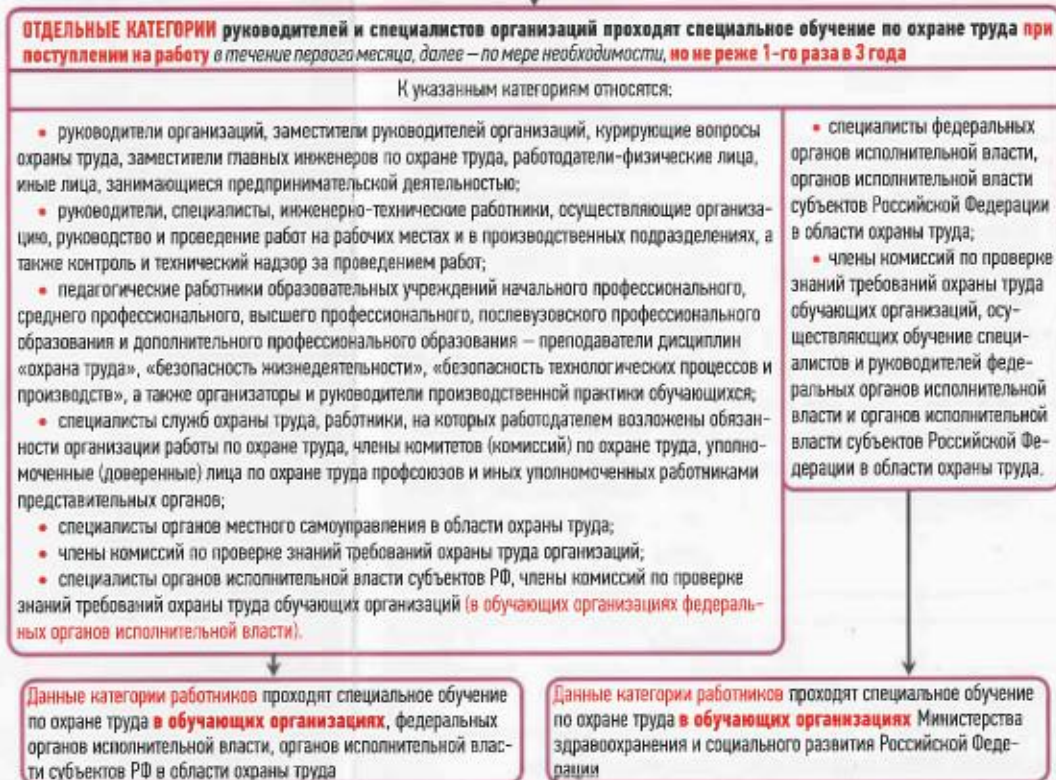 ОТДЕЛЬНЫЕ КАТЕГОРИИ руководителей и специалистов организаций проходят специальное обучение по охране труда при
поступлении на работу в течение первого месяца, далее – по мере необходимости, но не реже 1-го раза в 3 года
К указанным категориям относятся:
• руководители организаций, заместители руководителей организаций, курирующие вопросы
охраны труда, заместители главных инженеров по охране труда, работодатели-физические лица,
иные лица, занимающиеся предпринимательской деятельностью;
• руководители, специалисты, инженерно-технические работники, осуществляющие организа-
цию, руководство и проведение работ на рабочих местах и в производственных подразделениях, а
также контроль и технический надзор за проведением работ;
• педагогические работники образовательных учреждений начального профессионального,
среднего профессионального, высшего профессионального, послевузовского профессионального
образования и дополнительного профессионального образования – преподаватели дисциплин
«охрана труда», «безопасность жизнедеятельности», «безопасность технологических процессов и
производств», а также организаторы и руководители производственной практики обучающихся;
• специалисты служб охраны труда, работники, на которых работодателем возложены обязан-
ности организации работы по охране труда, члены комитетов (комиссий) по охране труда, уполно-
моченные (доверенные) лица по охране труда профсоюзов и иных уполномоченных работниками
представительных органов;
• специалисты органов местного самоуправления в области охраны труда;
• члены комиссий по проверке знаний требований охраны труда организаций;
• специалисты органов исполнительной власти субъектов РФ, члены комиссий по проверке
знаний требований охраны труда обучающих организаций (в обучающих организациях федераль-
ных органов исполнительной власти).
• специалисты федеральных
органов исполнительной власти,
органов исполнительной власти
субъектов Российской Федерации
в области охраны труда;
• члены комиссий по проверке
знаний требований охраны труда
обучающих организаций, осу-
ществляющих обучение специ-
алистов и руководителей феде-
ральных органов исполнительной
власти и органов исполнительной
власти субъектов Российской Фе-
дерации в области охраны труда.
Данные категории работников проходят специальное обучение
по охране труда в обучающих организациях, федеральных
органов исполнительной власти, органов исполнительной влас-
ти субъектов РФ в области охраны труда
Данные категории работников проходят специальное обучение
по охране труда в обучающих организациях Министерства
здравоохранения и социального развития Российской Феде-
рации